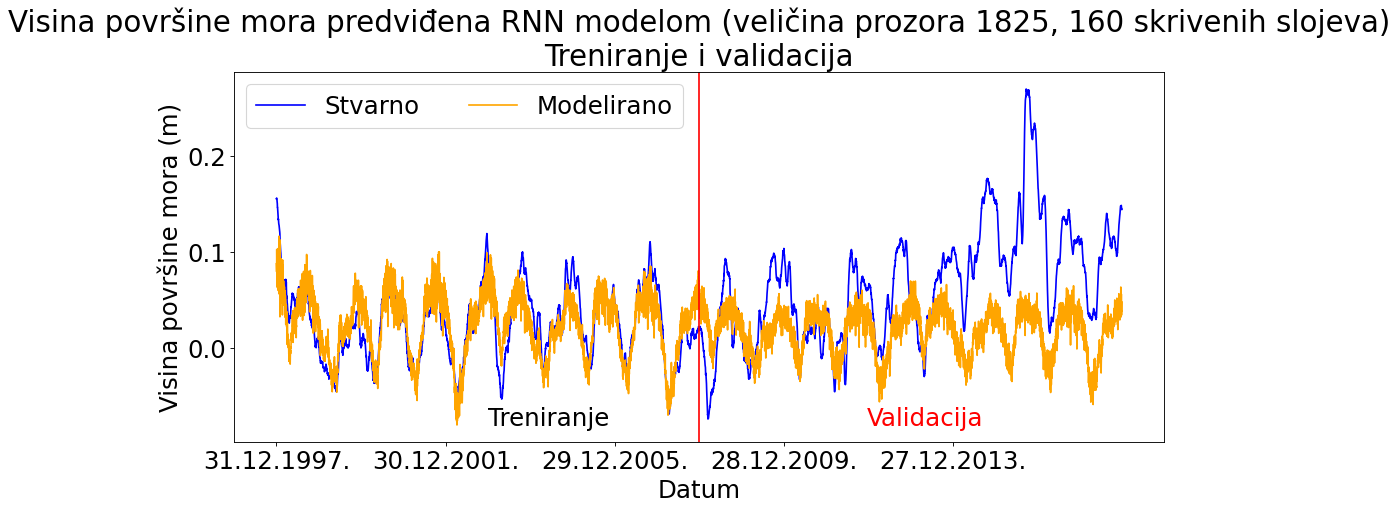 Visina površine mora predviđena RNN modelom (veličina prozora 1825, 160 skrivenih slojeva)
Treniranje i validacija
Stvarno
Modelirano
Visina površine mora (m)
0.2
0.1
0.0
Treniranje
Validacija
31.12.1997.
30.12.2001.
29.12.2005.
28.12.2009.
27.12.2013.
Datum